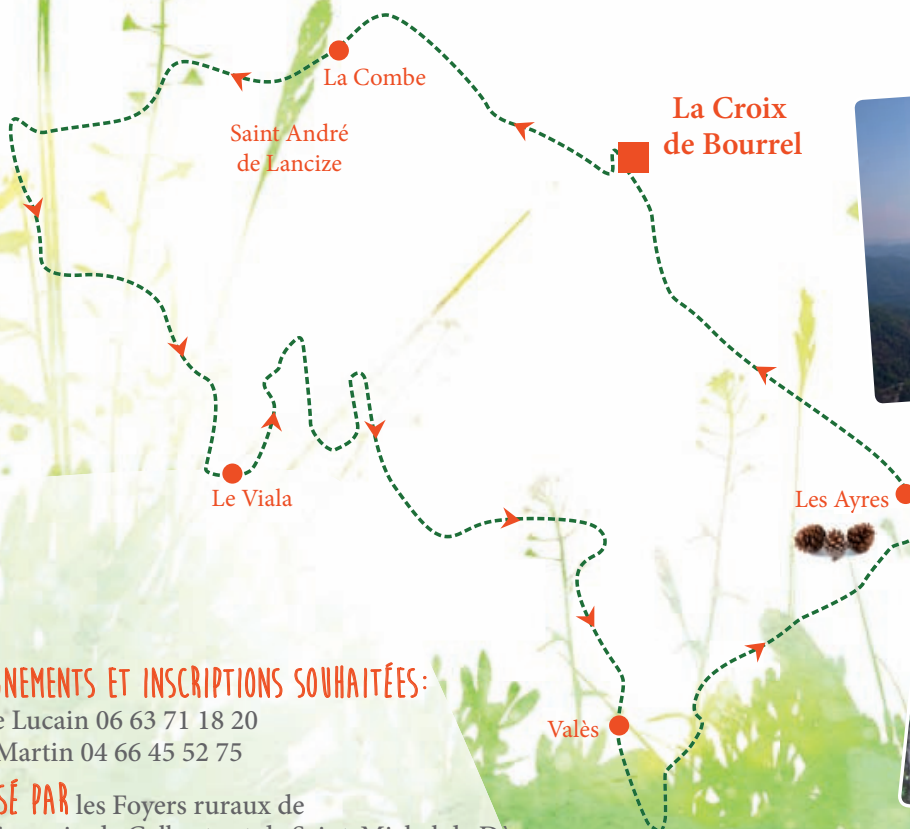 La Combe
Saint André
de Lancize
La Croix
de Bourrel
Les Ayres
Le Viala
Valès
NEMENTS ET INSCRIPTIONS SOUHAITÉES:
Lucain 06 63 71 18 20
Martin 04 66 45 52 75
SÉ PAR les Foyers ruraux de